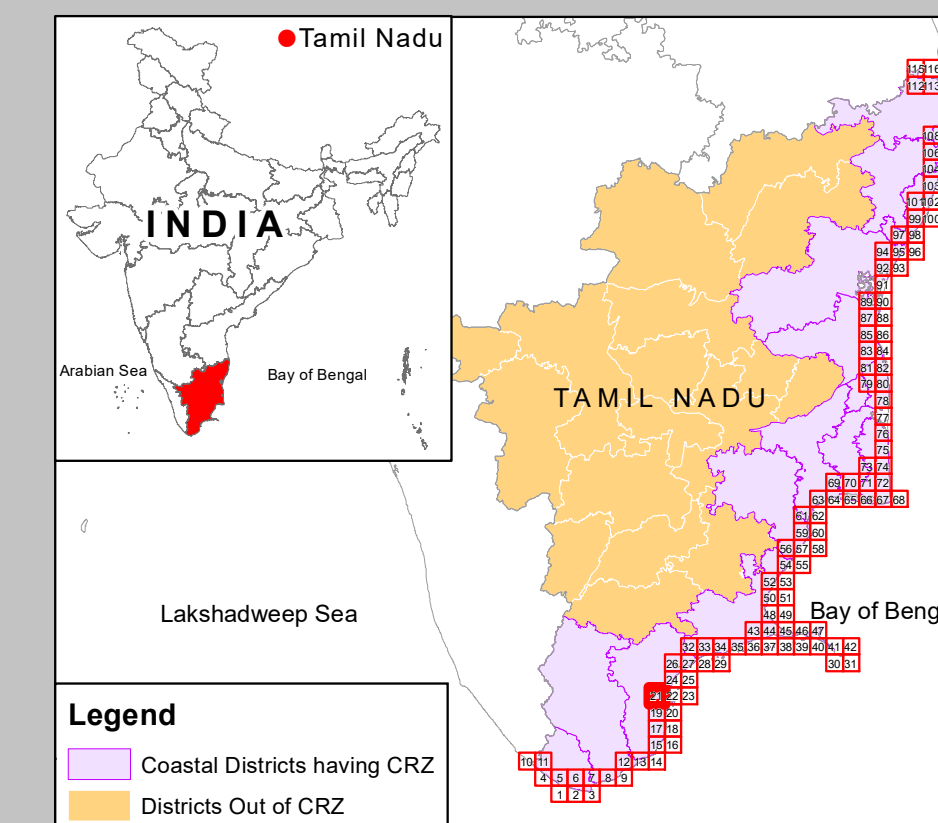 Tamil Nadu
INDIA
Arabian Sea
Bay of Bengal
115 116
112 113
108
106
104
103
101 102
99 100
97 98
94 95 96
92 93
91
89 90
87 88
85 86
83 84
81 82
79 80
TAMIL NADU
78
77
76
75
73 74
69 70 71 72
63 64 65 66 67 68
61 62
59 60
56 57 58
54 55
52 53
50 51
Lakshadweep Sea
48 49
Bay of Beng
43 44 45 46 47
32 33 34 35 36 37 38 39 40 41 42
26 27 28 29 30 31
24 25
21 22 23
19 20
17 18
15 16
10 11 12 13 14
4 5 6 7 8 9
1 2 3
Legend
Coastal Districts having CRZ
Districts Out of CRZ